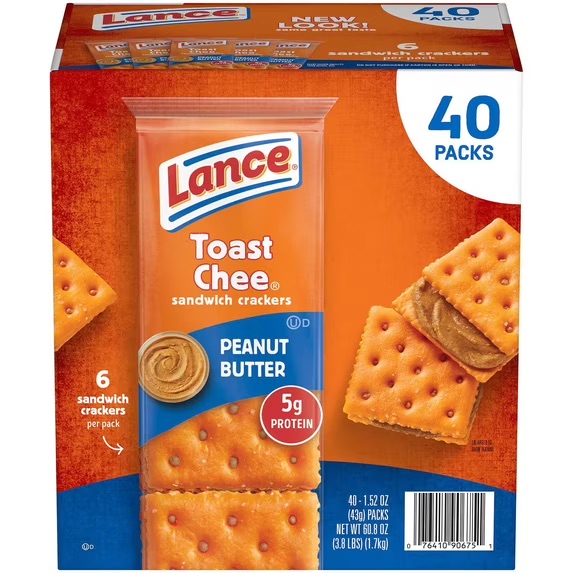 Lance
NEW
LOOK!
same great taste
40
PACKS
6
sandwich crackers
per pack
40
PACKS
Lance®
Toast
Chee®
sandwich crackers
U D
PEANUT
BUTTER
5g
PROTEIN
6
sandwich
crackers
per pack
40 - 1.52 OZ
(43g) PACKS
NET WT 60.8 OZ
(3.8 LBS) (1.7kg)
U D
0 76410 90675 1